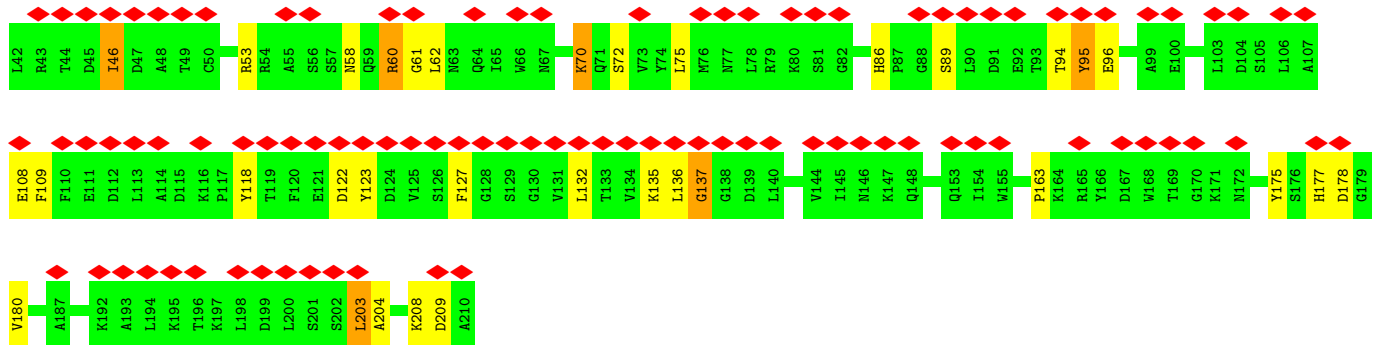 L42 R43 T44 D45 I46 D47 A48 T49 C50 R53 R54 A55 S56 S57 N58 Q59 R60 G61 L62 N63 Q64 I65 W66 N67 K70 Q71 S72 V73 Y74 L75 M76 N77 L78 R79 K80 S81 G82 H86 P87 G88 S89 L90 D91 E92 T93 T94 Y95 E96 A99 E100 L103 D104 S105 L106 A107
E108 F109 F110 E111 D112 L113 A114 D115 K116 P117 Y118 T119 F120 E121 D122 Y123 D124 V125 S126 F127 G128 S129 G130 V131 L132 T133 V134 K135 L136 G137 G138 D139 L140 V144 I145 N146 K147 Q148 Q153 I154 W155 P163 K164 R165 Y166 D167 W168 T169 G170 K171 N172 Y175 S176 H177 D178 G179
V180 A187 K192 A193 L194 K195 T196 K197 L198 D199 L200 S201 S202 L203 A204 K208 D209 A210